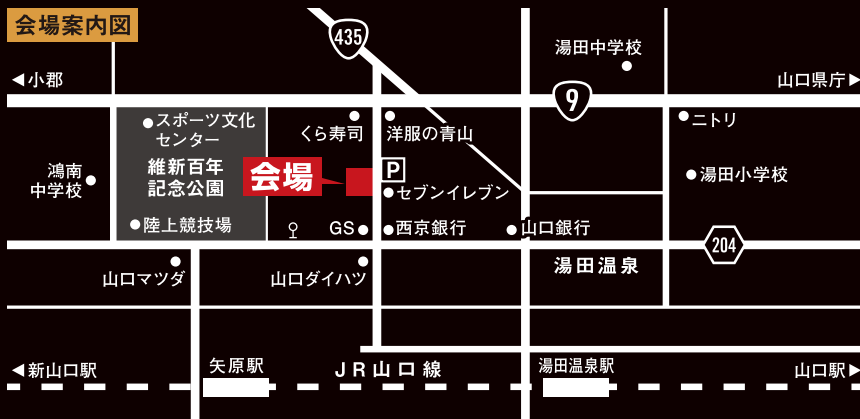 会場案内図
435
湯田中学校
◀小郡
山口県庁▶
9
スポーツ文化
センター
くら寿司
洋服の青山
ニトリ
鴻南
中学校
維新百年
記念公園
会場
P
セブンイレブン
湯田小学校
陸上競技場
GS
西京銀行
山口銀行
204
山口マツダ
山口ダイハツ
湯田温泉
◀新山口駅
矢原駅
JR山口線
湯田温泉駅
山口駅▶